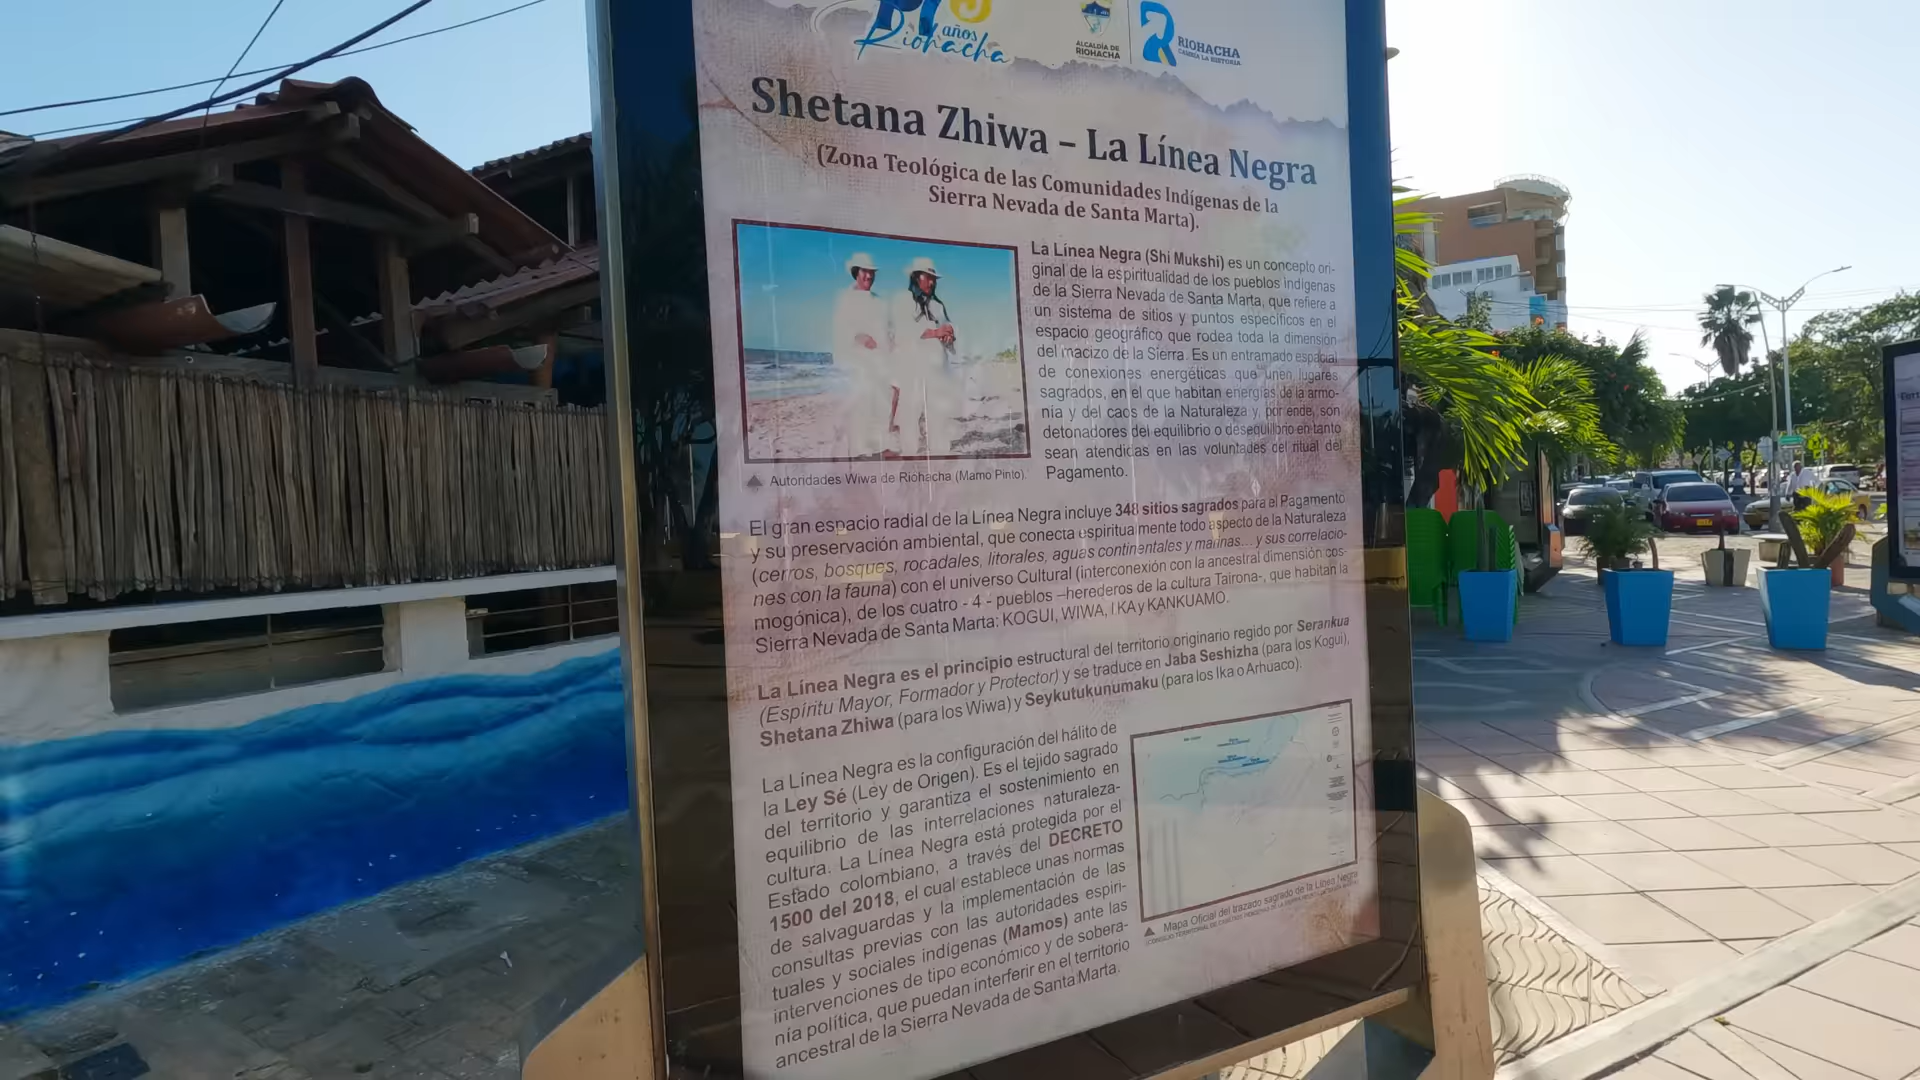 años
Riohacha
ALCALDÍA DE
RIOHACHA
RIOHACHA
CAMBIA LA HISTORIA
Shetana Zhiwa – La Línea Negra
(Zona Teológica de las Comunidades Indígenas de la
Sierra Nevada de Santa Marta).
La Línea Negra (Shi Mukshi) es un concepto ori-
ginal de la espiritualidad de los pueblos indígenas
de la Sierra Nevada de Santa Marta, que refiere a
un sistema de sitios y puntos específicos en el
espacio geográfico que rodea toda la dimensión
del macizo de la Sierra. Es un entramado espacial
de conexiones energéticas que unen lugares
sagrados, en el que habitan energías de la armo-
nía y del caos de la Naturaleza y, por ende, son
detonadores del equilibrio o desequilibrio en tanto
sean atendidas en las voluntades del ritual del
Pagamento.
Autoridades Wiwa de Riohacha (Mamo Pinto).
El gran espacio radial de la Línea Negra incluye 348 sitios sagrados para el Pagamento
y su preservación ambiental, que conecta espiritualmente todo aspecto de la Naturaleza
(cerros, bosques, rocadales, litorales, aguas continentales y marinas... y sus correlacio-
nes con la fauna) con el universo Cultural (interconexión con la ancestral dimensión cos-
mogónica), de los cuatro - 4 - pueblos –herederos de la cultura Tairona-, que habitan la
Sierra Nevada de Santa Marta: KOGUI, WIWA, IKA y KANKUAMO.
La Línea Negra es el principio estructural del territorio originario regido por Serankua
(Espíritu Mayor, Formador y Protector) y se traduce en Jaba Seshizha (para los Kogui),
Shetana Zhiwa (para los Wiwa) y Seykutukunumaku (para los Ika o Arhuaco).
La Línea Negra es la configuración del hálito de
la Ley Sé (Ley de Origen). Es el tejido sagrado
del territorio y garantiza el sostenimiento en
equilibrio de las interrelaciones naturaleza-
cultura. La Línea Negra está protegida por el
Estado colombiano, a través del DECRETO
1500 del 2018, el cual establece unas normas
de salvaguardas y la implementación de las
consultas previas con las autoridades espiri-
tuales y sociales indígenas (Mamos) ante las
intervenciones de tipo económico y de sobera-
nía política, que puedan interferir en el territorio
ancestral de la Sierra Nevada de Santa Marta.
Mapa Oficial del trazado sagrado de la Línea Negra